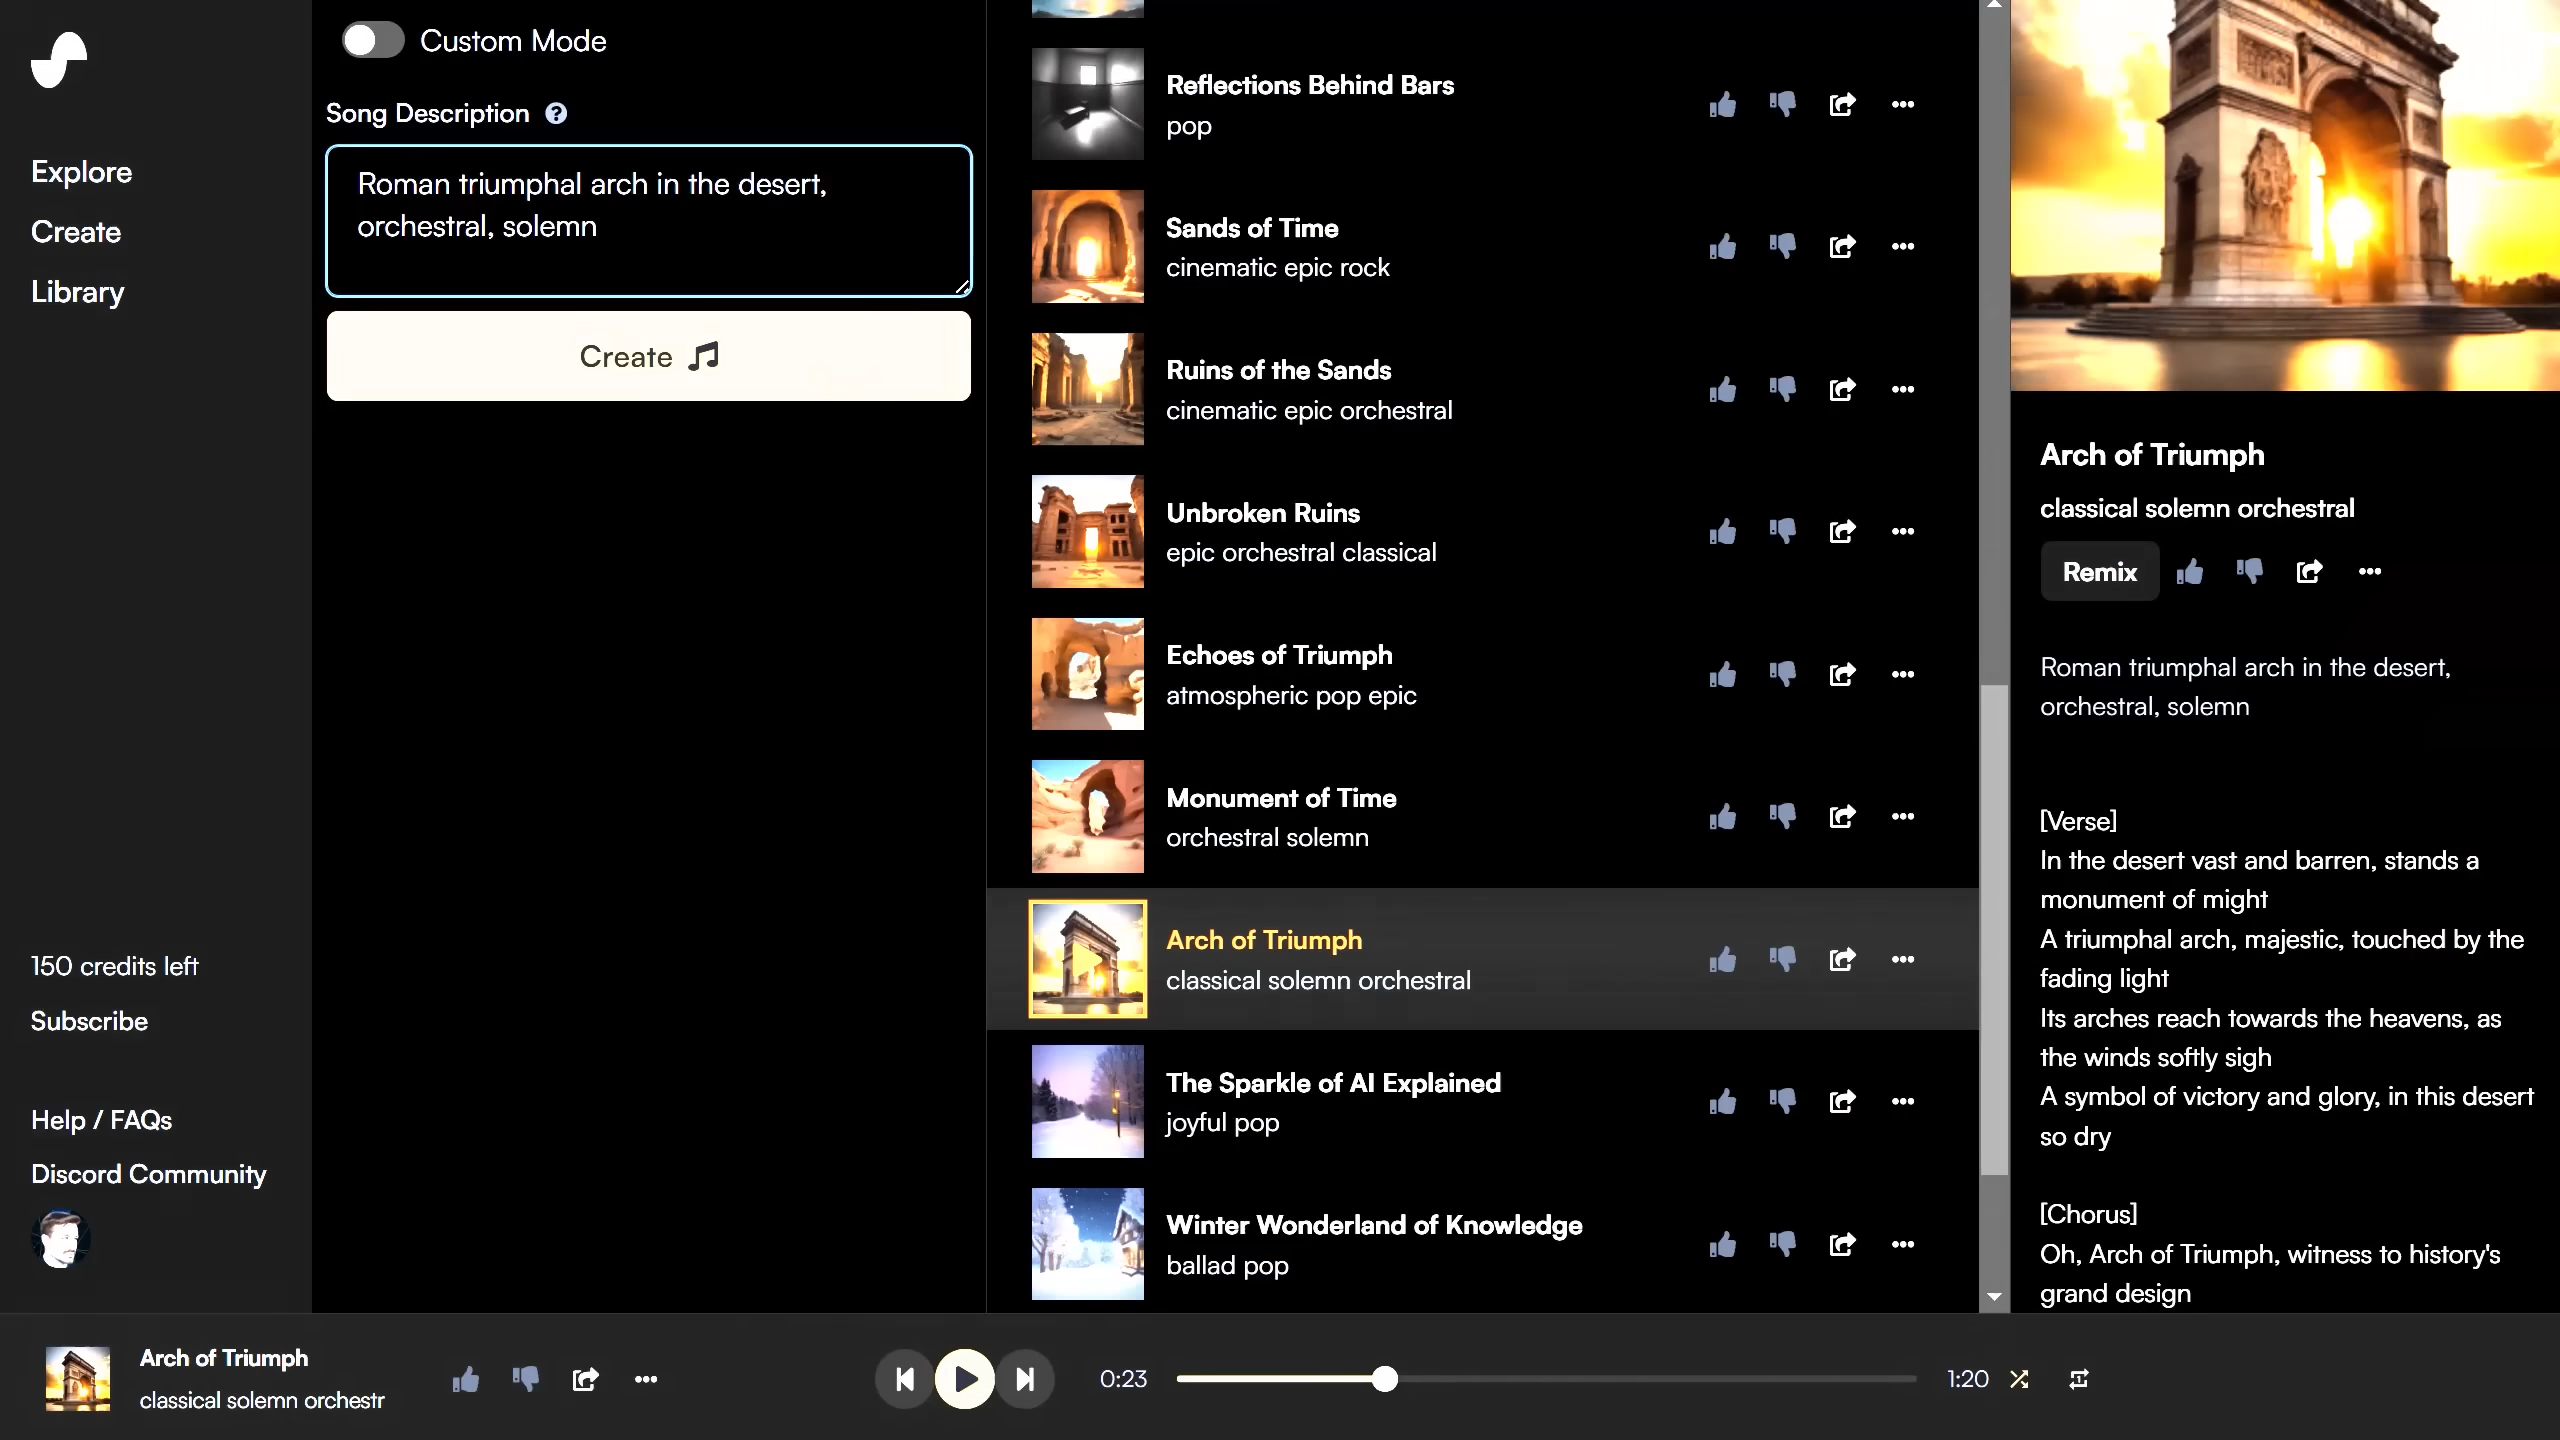 Explore
Create
Library
150 credits left
Subscribe
Help / FAQs
Discord Community
Custom Mode
Song Description ?
Roman triumphal arch in the desert,
orchestral, solemn
Create
Reflections Behind Bars
pop
Sands of Time
cinematic epic rock
Ruins of the Sands
cinematic epic orchestral
Unbroken Ruins
epic orchestral classical
Echoes of Triumph
atmospheric pop epic
Monument of Time
orchestral solemn
Arch of Triumph
classical solemn orchestral
The Sparkle of AI Explained
joyful pop
Winter Wonderland of Knowledge
ballad pop
Arch of Triumph
classical solemn orchestral
Remix
Roman triumphal arch in the desert,
orchestral, solemn
[Verse]
In the desert vast and barren, stands a
monument of might
A triumphal arch, majestic, touched by the
fading light
Its arches reach towards the heavens, as
the winds softly sigh
A symbol of victory and glory, in this desert
so dry
[Chorus]
Oh, Arch of Triumph, witness to history's
grand design
Arch of Triumph
classical solemn orchestr
0:23
1:20